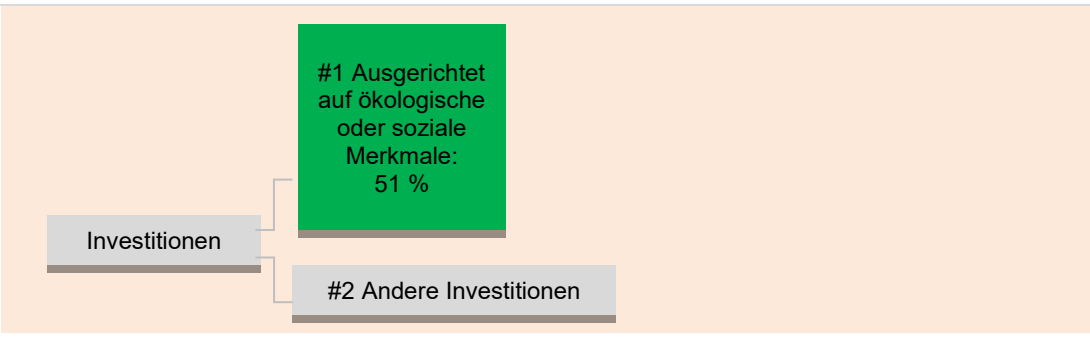 #1 Ausgerichtet
auf ökologische
oder soziale
Merkmale:
51 %
Investitionen
#2 Andere Investitionen